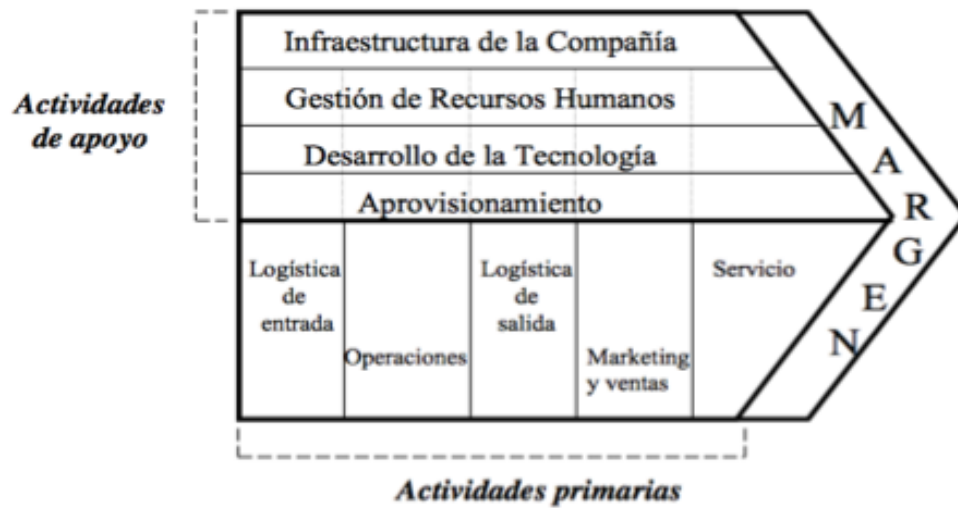 Infraestructura de la Compañía
Gestión de Recursos Humanos
Desarrollo de la Tecnología
Aprovisionamiento
Actividades
de apoyo
MARGEN
Logística
de
entrada
Operaciones
Logística
de
salida
Marketing
y ventas
Servicio
Actividades primarias